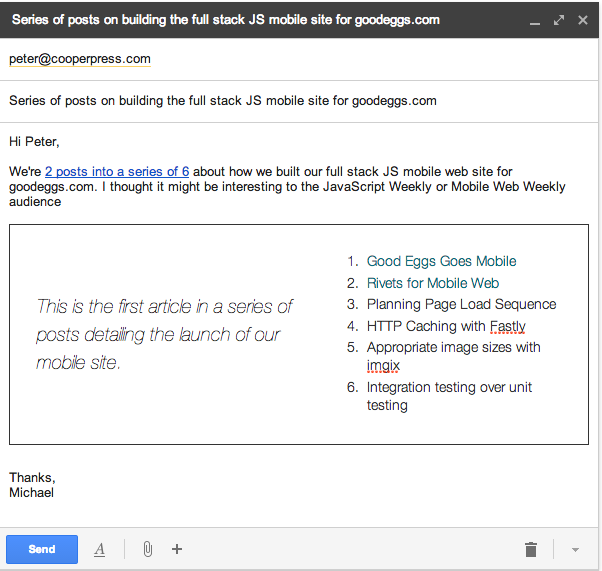 Series of posts on building the full stack JS mobile site for goodeggs.com
peter@cooperpress.com
Series of posts on building the full stack JS mobile site for goodeggs.com
Hi Peter,
We're 2 posts into a series of 6 about how we built our full stack JS mobile web site for
goodeggs.com. I thought it might be interesting to the JavaScript Weekly or Mobile Web Weekly
audience
This is the first article in a series of
posts detailing the launch of our
mobile site.
1. Good Eggs Goes Mobile
2. Rivets for Mobile Web
3. Planning Page Load Sequence
4. HTTP Caching with Fastly
5. Appropriate image sizes with
imgix
6. Integration testing over unit
testing
Thanks,
Michael
Send
A